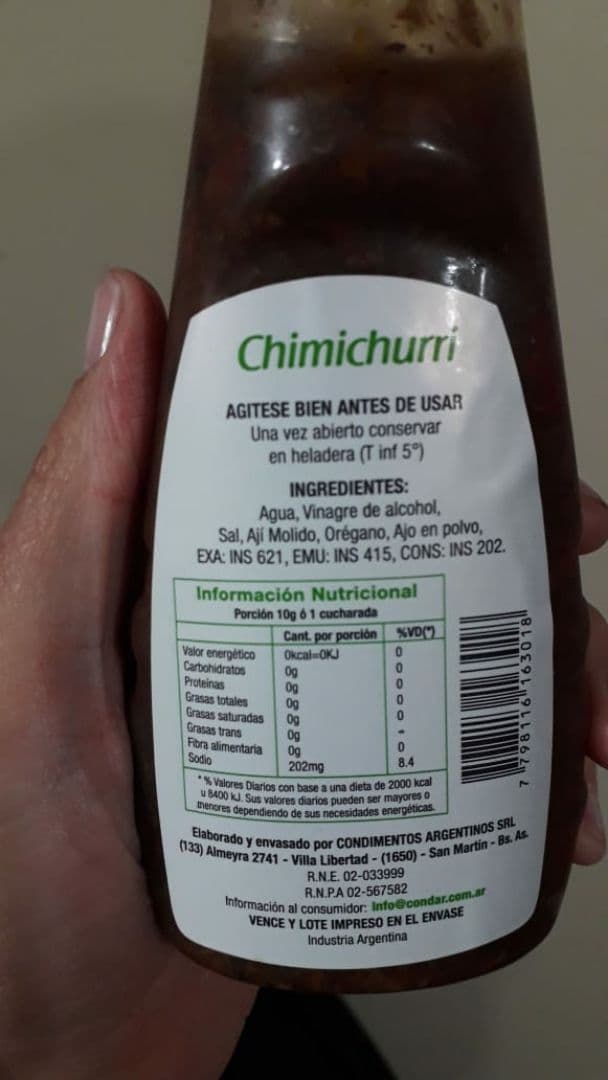 Chimichurri
AGITESE BIEN ANTES DE USAR
Una vez abierto conservar
en heladera (T inf 5º)
INGREDIENTES:
Agua, Vinagre de alcohol,
Sal, Ají Molido, Orégano, Ajo en polvo,
EXA: INS 621, EMU: INS 415, CONS: INS 202.
Información Nutricional
Porción 10g ó 1 cucharada
Cant. por porción %VD(*)
Valor energético 0kcal=0KJ 0
Carbohidratos 0g 0
Proteinas 0g 0
Grasas totales 0g 0
Grasas saturadas 0g 0
Grasas trans 0g -
Fibra alimentaria 0g 0
Sodio 202mg 8.4
* % Valores Diarios con base a una dieta de 2000 kcal
u 8400 kJ. Sus valores diarios pueden ser mayores o
menores dependiendo de sus necesidades energéticas.
7 798116 163018
Elaborado y envasado por CONDIMENTOS ARGENTINOS SRL
(133) Almeyra 2741 - Villa Libertad - (1650) - San Martin - Bs. As.
R.N.E. 02-033999
R.N.P.A 02-567582
Información al consumidor: Info@condar.com.ar
VENCE Y LOTE IMPRESO EN EL ENVASE
Industria Argentina